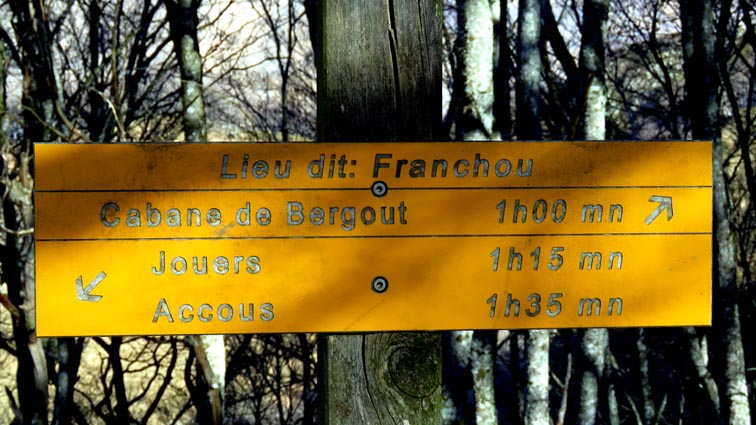 Lieu dit: Franchou
Cabane de Bergout 1h00 mn
Jouers 1h15 mn
Accous 1h35 mn